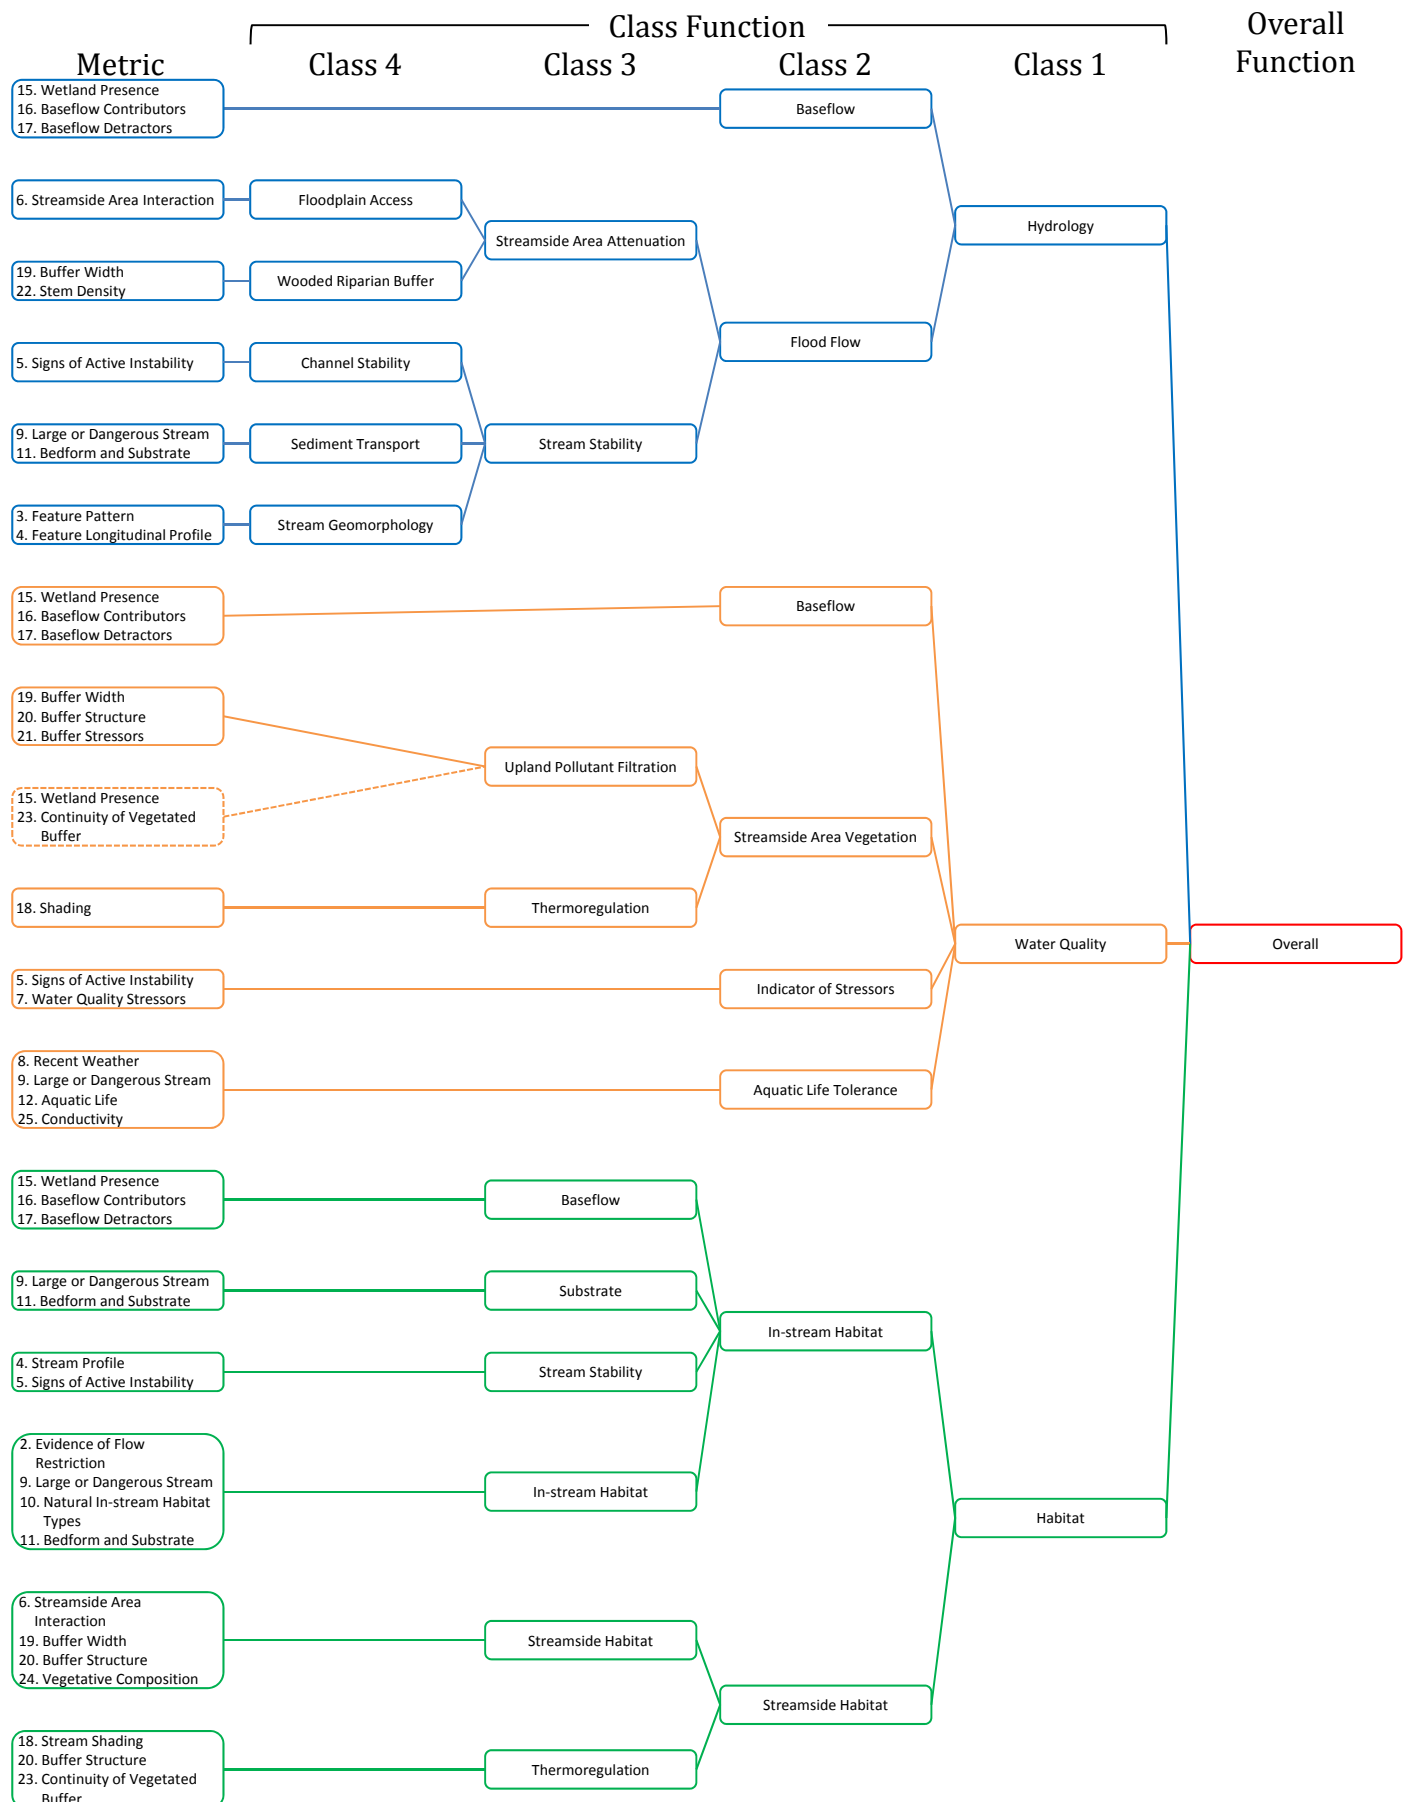 Class Function
Overall
Function
Metric
Class 4
Class 3
Class 2
Class 1
15. Wetland Presence
16. Baseflow Contributors
17. Baseflow Detractors
Baseflow
6. Streamside Area Interaction
Floodplain Access
Streamside Area Attenuation
Hydrology
19. Buffer Width
22. Stem Density
Wooded Riparian Buffer
Flood Flow
5. Signs of Active Instability
Channel Stability
9. Large or Dangerous Stream
11. Bedform and Substrate
Sediment Transport
Stream Stability
3. Feature Pattern
4. Feature Longitudinal Profile
Stream Geomorphology
15. Wetland Presence
16. Baseflow Contributors
17. Baseflow Detractors
Baseflow
19. Buffer Width
20. Buffer Structure
21. Buffer Stressors
Upland Pollutant Filtration
15. Wetland Presence
23. Continuity of Vegetated
Buffer
Streamside Area Vegetation
18. Shading
Thermoregulation
Water Quality
Overall
5. Signs of Active Instability
7. Water Quality Stressors
Indicator of Stressors
8. Recent Weather
9. Large or Dangerous Stream
12. Aquatic Life
25. Conductivity
Aquatic Life Tolerance
15. Wetland Presence
16. Baseflow Contributors
17. Baseflow Detractors
Baseflow
9. Large or Dangerous Stream
11. Bedform and Substrate
Substrate
In-stream Habitat
4. Stream Profile
5. Signs of Active Instability
Stream Stability
2. Evidence of Flow
Restriction
9. Large or Dangerous Stream
10. Natural In-stream Habitat
Types
11. Bedform and Substrate
In-stream Habitat
Habitat
6. Streamside Area
Interaction
19. Buffer Width
20. Buffer Structure
24. Vegetative Composition
Streamside Habitat
Streamside Habitat
18. Stream Shading
20. Buffer Structure
23. Continuity of Vegetated
Buffer
Thermoregulation